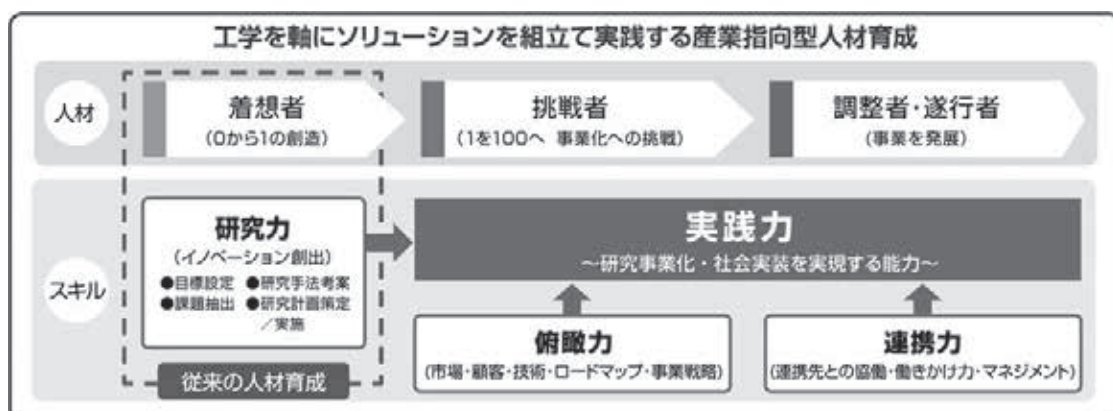 工学を軸にソリューションを組立て実践する産業指向型人材育成
人材
着想者
(0から1の創造)
挑戦者
(1を100へ 事業化への挑戦)
調整者・遂行者
(事業を発展)
スキル
研究力
(イノベーション創出)
●目標設定 ●研究手法考案
●課題抽出 ●研究計画策定
／実施
従来の人材育成
実践力
～研究事業化・社会実装を実現する能力～
俯瞰力
(市場・顧客・技術・ロードマップ・事業戦略)
連携力
(連携先との協働・働きかけ力・マネジメント)